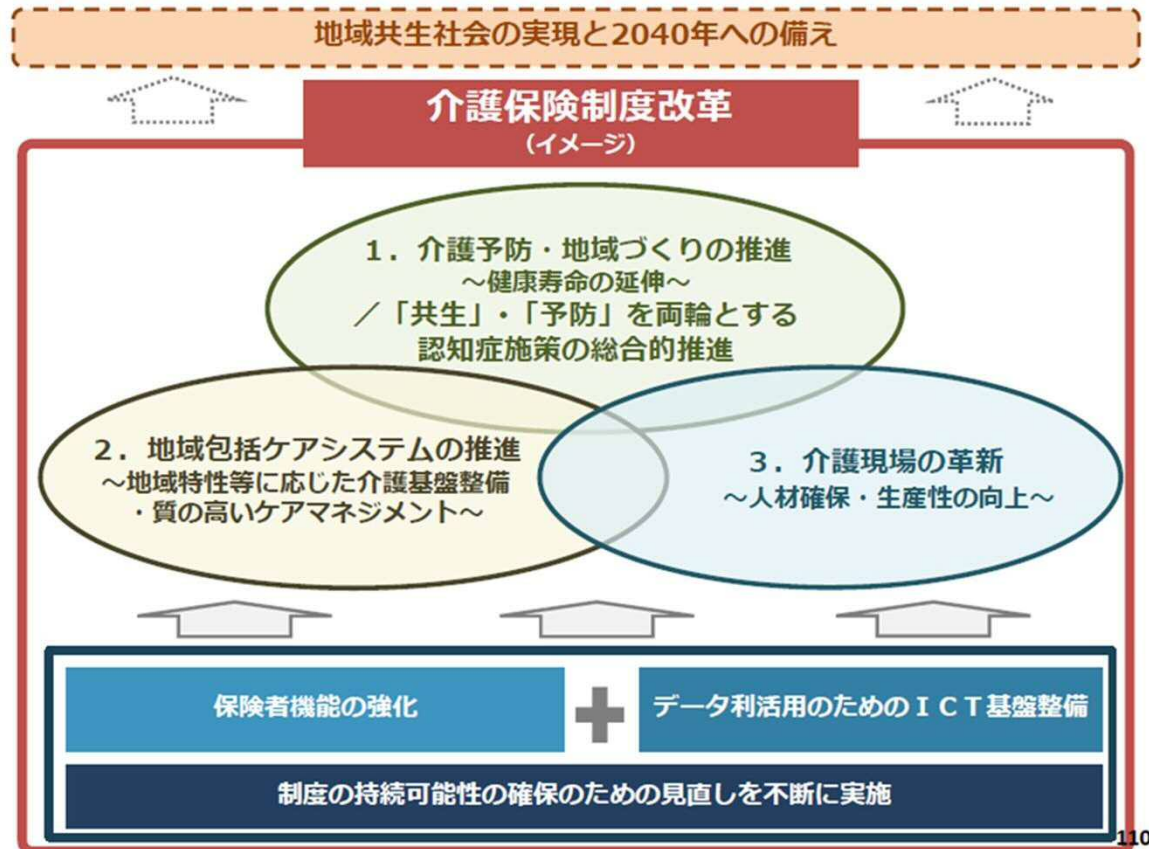 地域共生社会の実現と2040年への備え
介護保険制度改革
（イメージ）
１．介護予防・地域づくりの推進
～健康寿命の延伸～
／「共生」・「予防」を両輪とする
認知症施策の総合的推進
２．地域包括ケアシステムの推進
～地域特性等に応じた介護基盤整備
・質の高いケアマネジメント～
３．介護現場の革新
～人材確保・生産性の向上～
保険者機能の強化
データ利活用のためのＩＣＴ基盤整備
制度の持続可能性の確保のための見直しを不断に実施
110